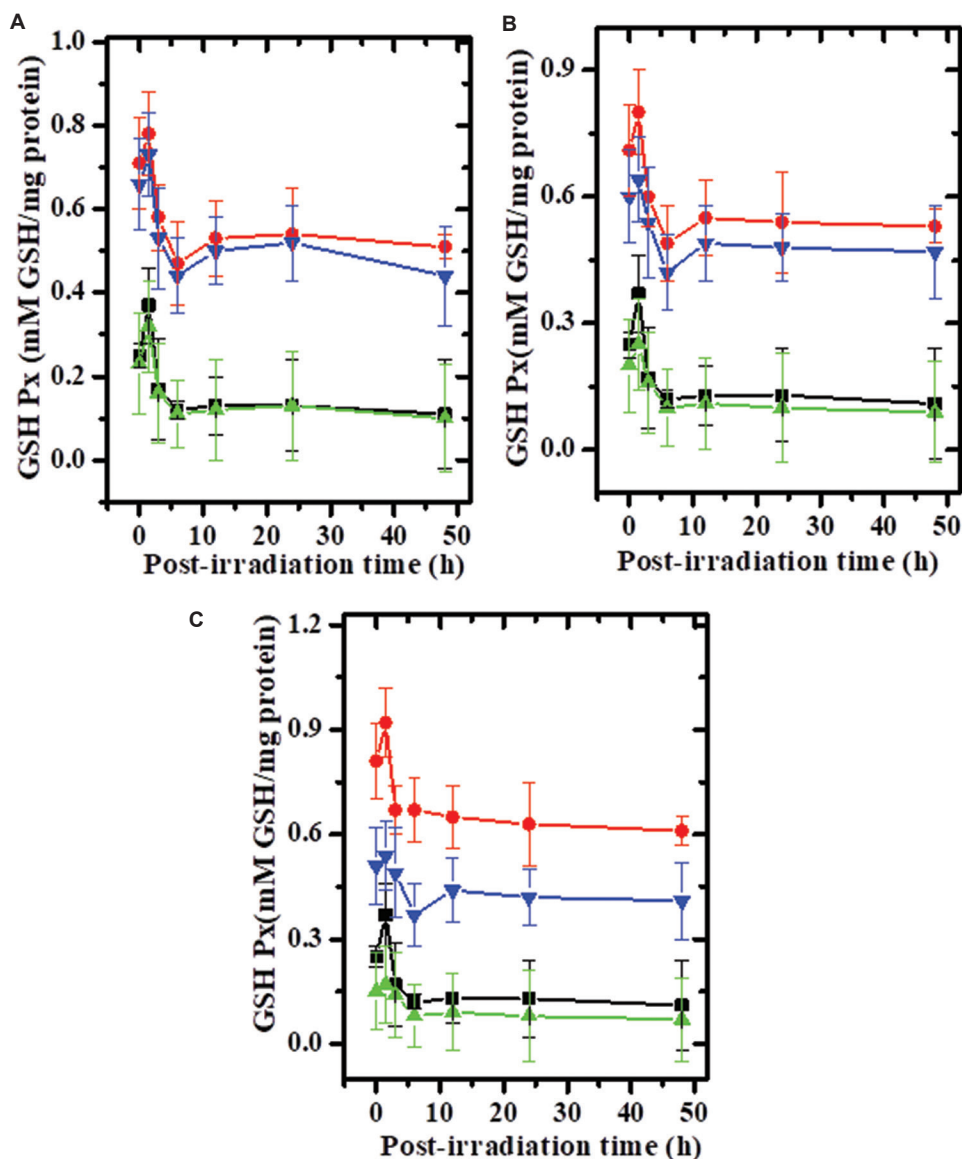 A
GSH Px (mM GSH/mg protein)
1.0
0.8
0.6
0.4
0.2
0.0
0 10 20 30 40 50
Post-irradiation time (h)
B
GSH Px(mM GSH/mg protein)
0.9
0.6
0.3
0.0
0 10 20 30 40 50
Post-irradiation time (h)
C
GSH Px(mM GSH/mg protein)
1.2
0.9
0.6
0.3
0.0
0 10 20 30 40 50
Post-irradiation time (h)